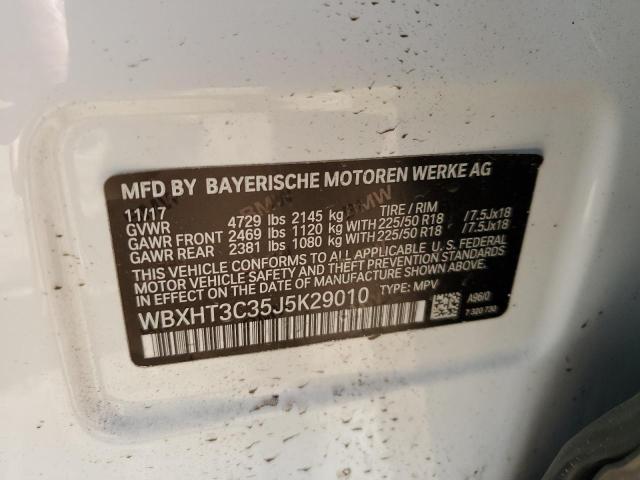 MFD BY BAYERISCHE MOTOREN WERKE AG
11/17 TIRE / RIM
GVWR 4729 lbs 2145 kg
GAWR FRONT 2469 lbs 1120 kg WITH 225/50 R18 /7.5Jx18
GAWR REAR 2381 lbs 1080 kg WITH 225/50 R18 /7.5Jx18
THIS VEHICLE CONFORMS TO ALL APPLICABLE U.S. FEDERAL
MOTOR VEHICLE SAFETY AND THEFT PREVENTION STANDARDS
IN EFFECT ON THE DATE OF MANUFACTURE SHOWN ABOVE.
WBXHT3C35J5K29010 TYPE: MPV
A96/0
7 320 730